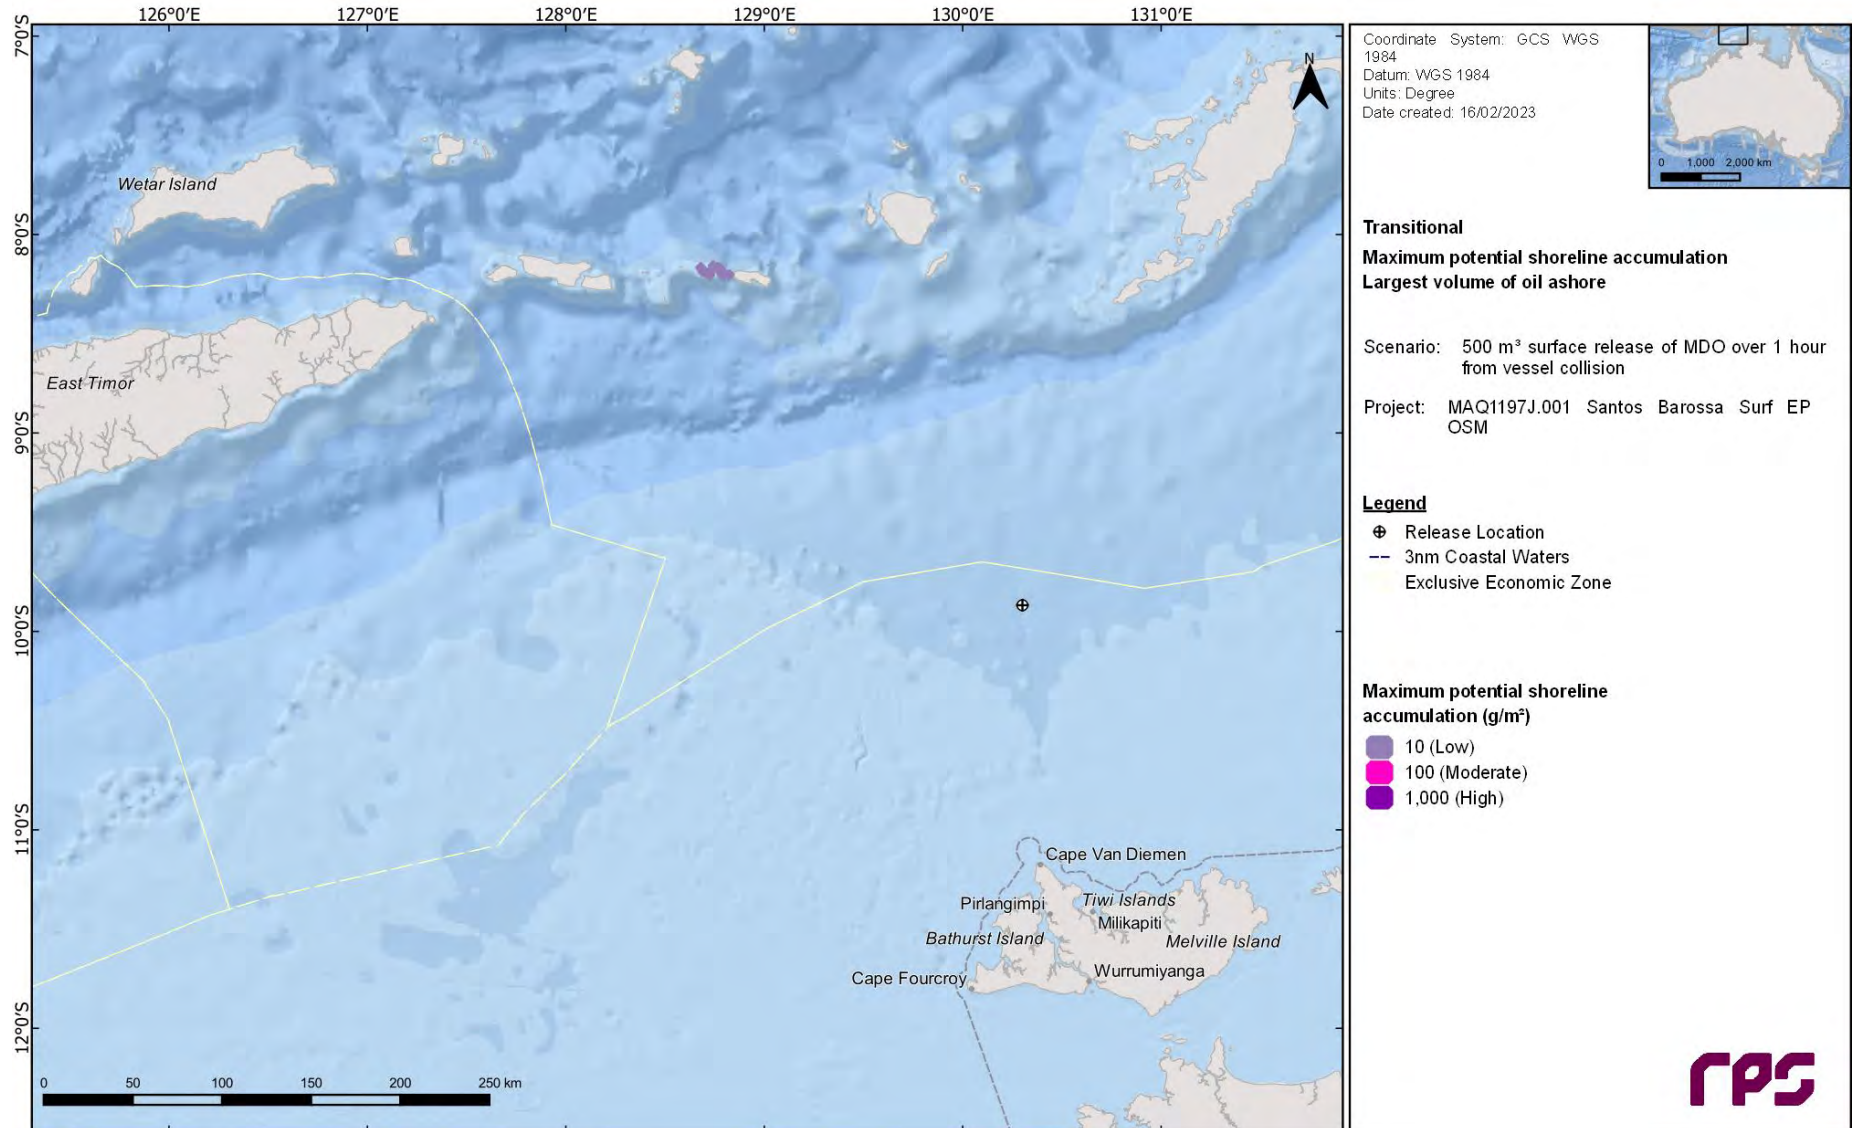 126°0'E 127°0'E 128°0'E 129°0'E 130°0'E 131°0'E
7°0'S
8°0'S
9°0'S
10°0'S
11°0'S
12°0'S
N
Wetar Island
East Timor
Cape Van Diemen
Pirlangimpi
Tiwi Islands
Milikapiti
Bathurst Island
Melville Island
Cape Fourcroy
Wurrumiyanga
0 50 100 150 200 250 km
Coordinate System: GCS WGS
1984
Datum: WGS 1984
Units: Degree
Date created: 16/02/2023
0 1,000 2,000 km
Transitional
Maximum potential shoreline accumulation
Largest volume of oil ashore
Scenario: 500 m³ surface release of MDO over 1 hour
from vessel collision
Project: MAQ1197J.001 Santos Barossa Surf EP
OSM
Legend
Release Location
3nm Coastal Waters
Exclusive Economic Zone
Maximum potential shoreline
accumulation (g/m²)
10 (Low)
100 (Moderate)
1,000 (High)
rps